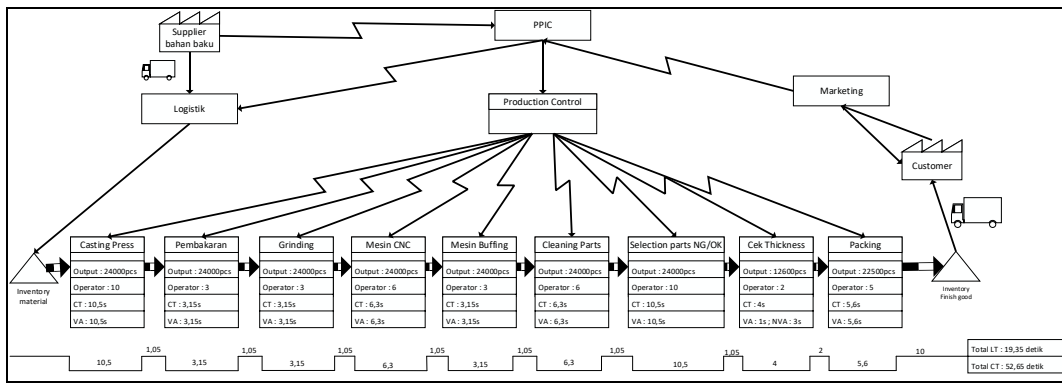 Supplier
bahan baku
PPIC
Logistik
Production Control
Marketing
Customer
Casting Press
Output : 24000pcs
Operator : 10
CT : 10,5s
VA : 10,5s
Pembakaran
Output : 24000pcs
Operator : 3
CT : 3,15s
VA : 3,15s
Grinding
Output : 24000pcs
Operator : 3
CT : 3,15s
VA : 3,15s
Mesin CNC
Output : 24000pcs
Operator : 6
CT : 6,3s
VA : 6,3s
Mesin Buffing
Output : 24000pcs
Operator : 3
CT : 3,15s
VA : 3,15s
Cleaning Parts
Output : 24000pcs
Operator : 6
CT : 6,3s
VA : 6,3s
Selection parts NG/OK
Output : 24000pcs
Operator : 10
CT : 10,5s
VA : 10,5s
Cek Thickness
Output : 12600pcs
Operator : 2
CT : 4s
VA : 1s ; NVA : 3s
Packing
Output : 22500pcs
Operator : 5
CT : 5,6s
VA : 5,6s
Inventory
material
Inventory
Finish good
10,5
1,05
3,15
1,05
3,15
1,05
6,3
1,05
3,15
1,05
6,3
1,05
10,5
1,05
4
2
5,6
10
Total LT : 19,35 detik
Total CT : 52,65 detik